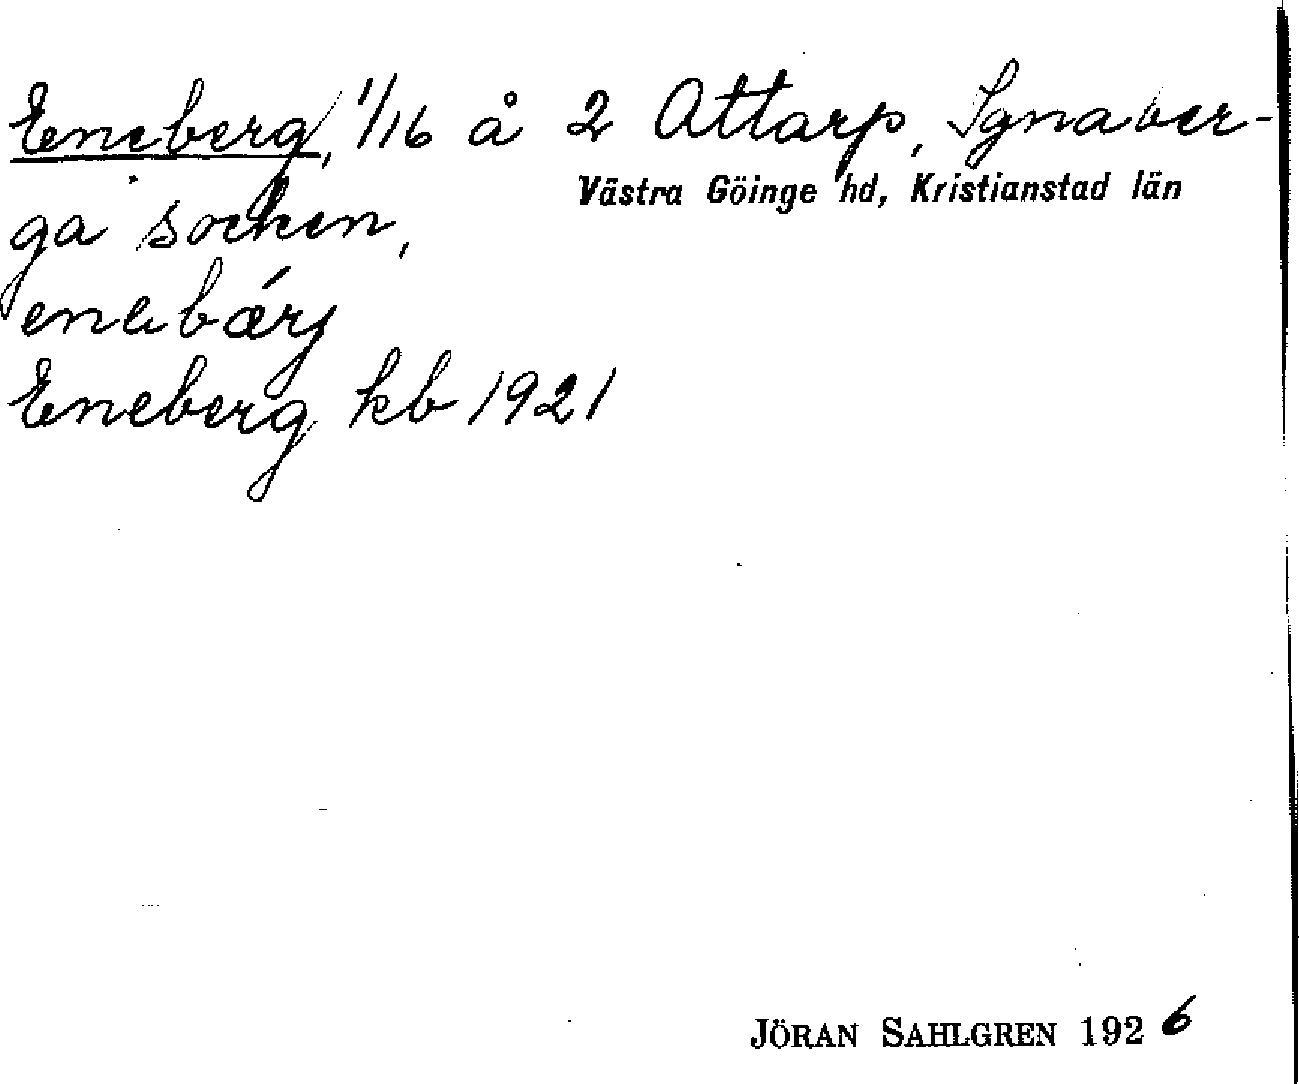 Eneberg, 1/16 å 2 Attarp, Ignaber-
Västra Göinge hd, Kristianstad län
ga socken,
Eneberg kb 1921
JÖRAN SAHLGREN 1926